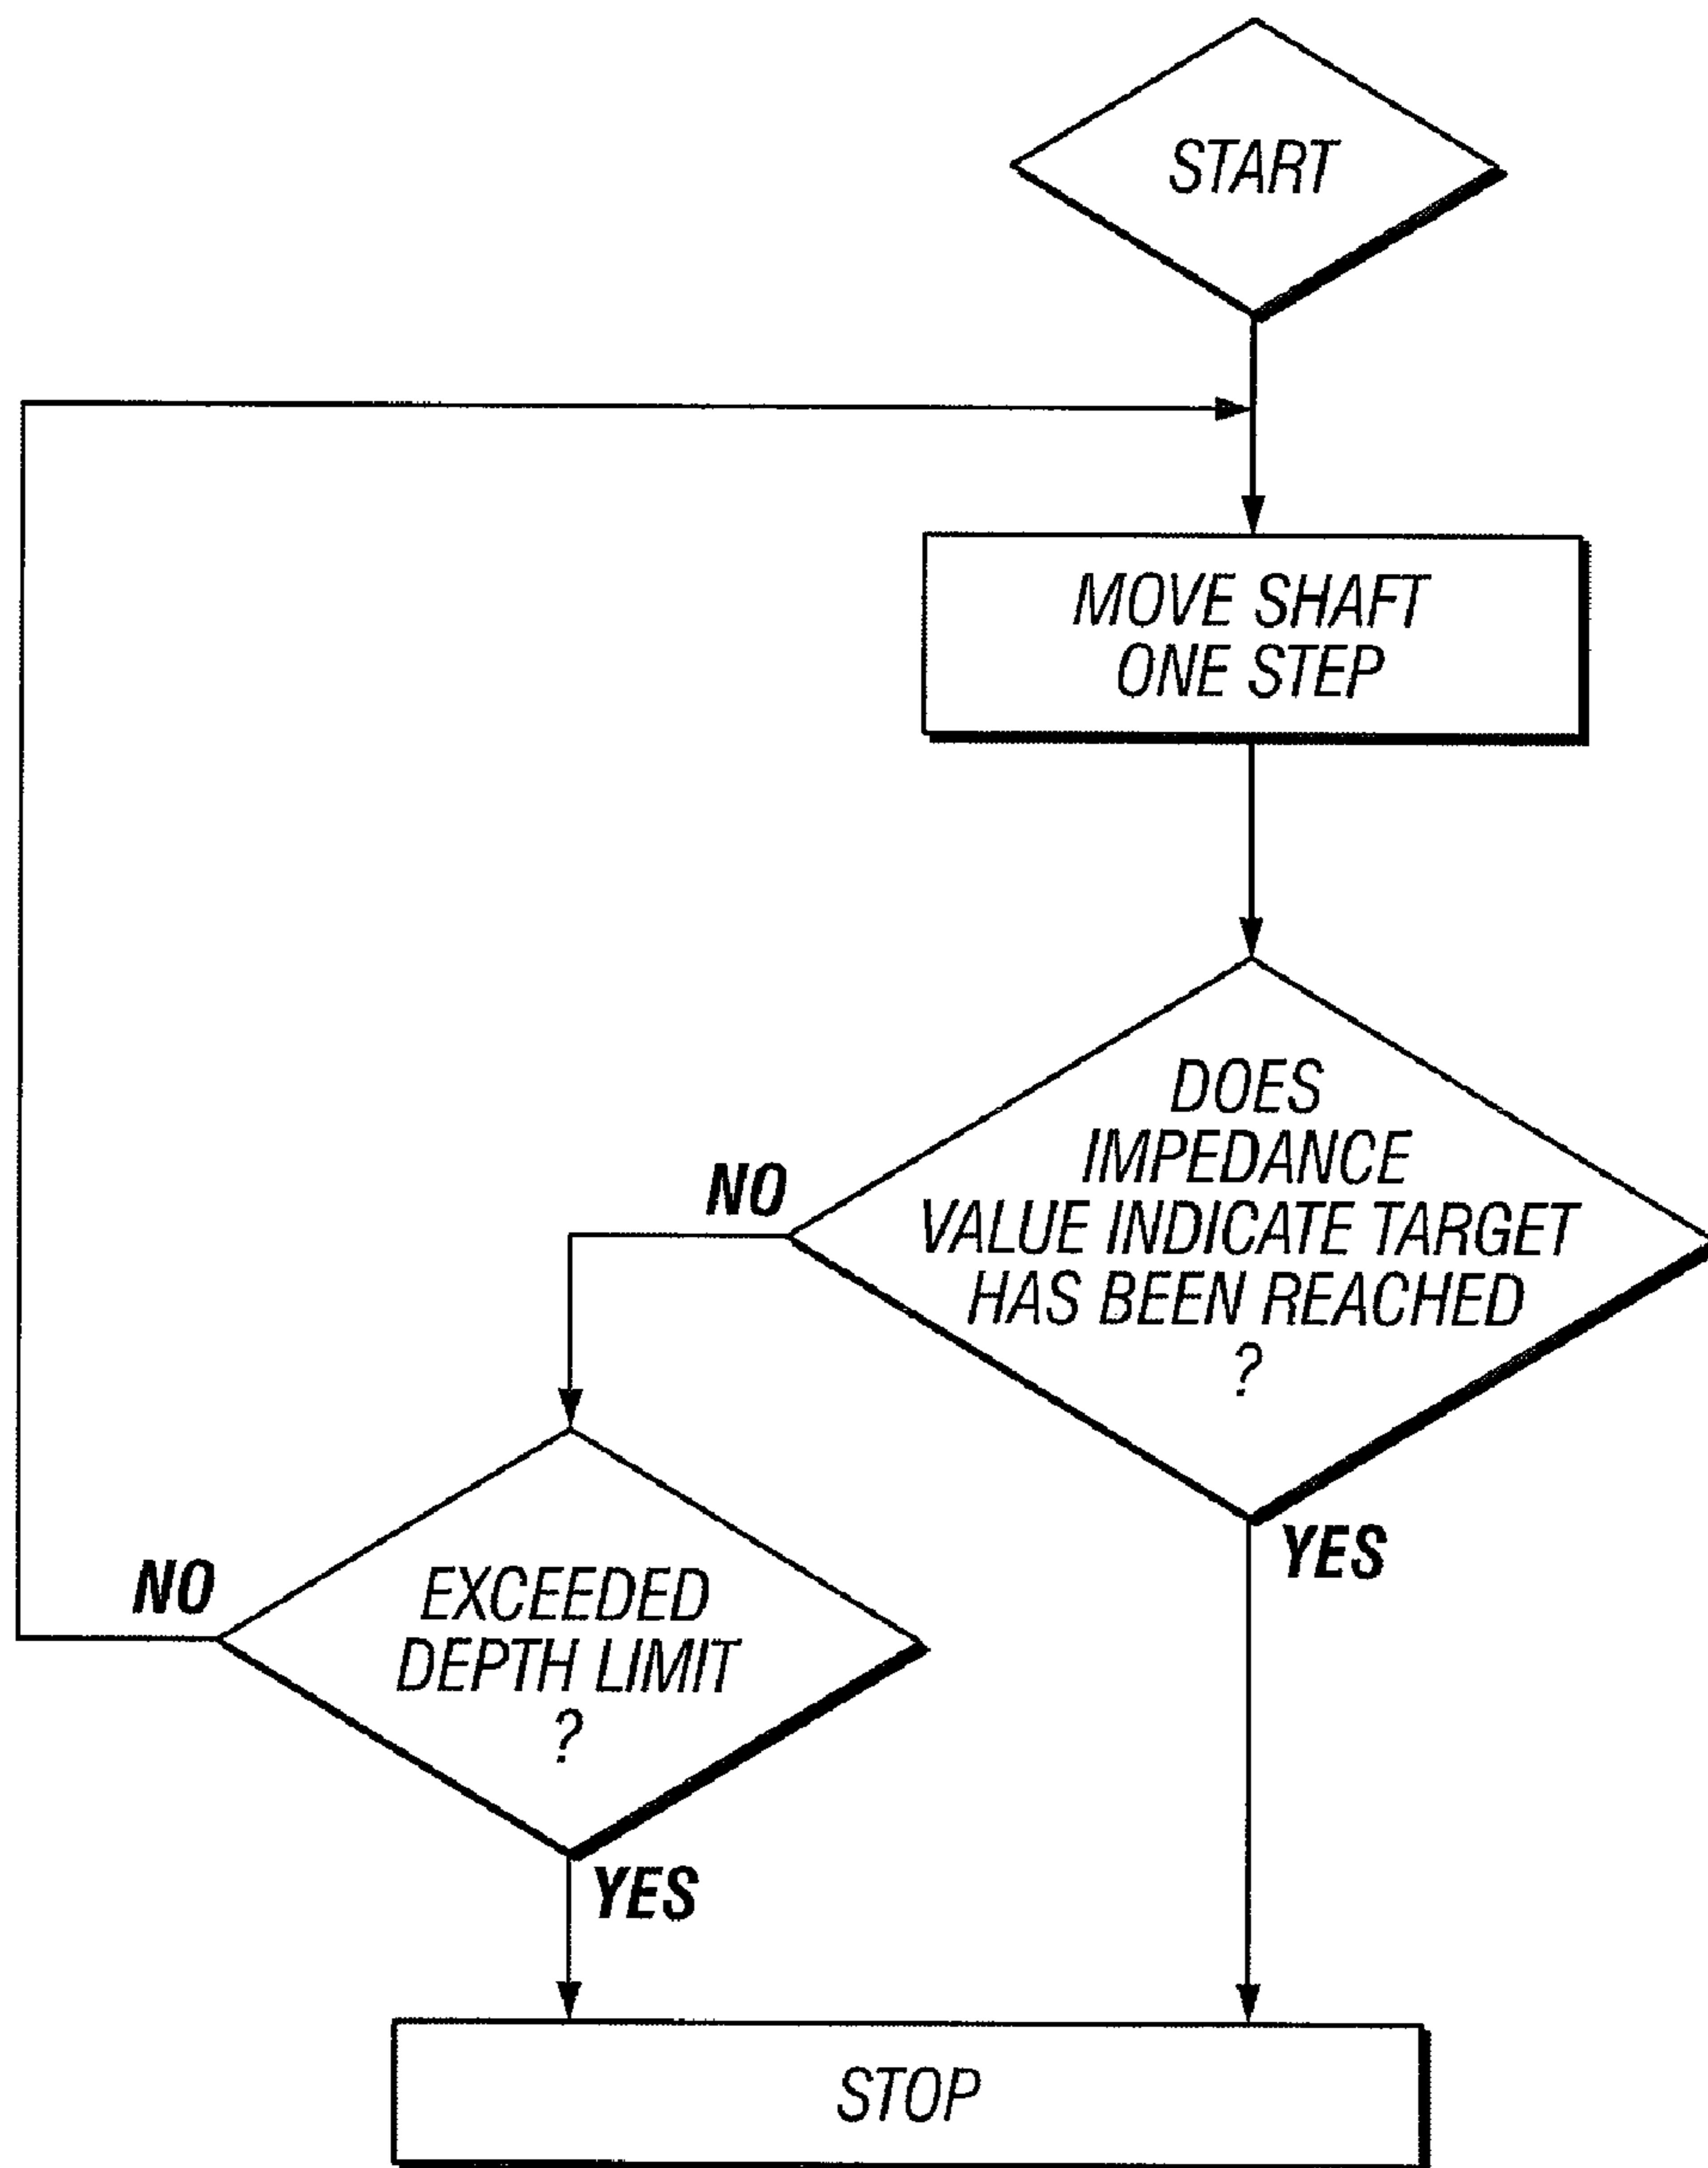 START
MOVE SHAFT
ONE STEP
DOES
IMPEDANCE
VALUE INDICATE TARGET
HAS BEEN REACHED
?
NO
YES
EXCEEDED
DEPTH LIMIT
?
NO
YES
STOP